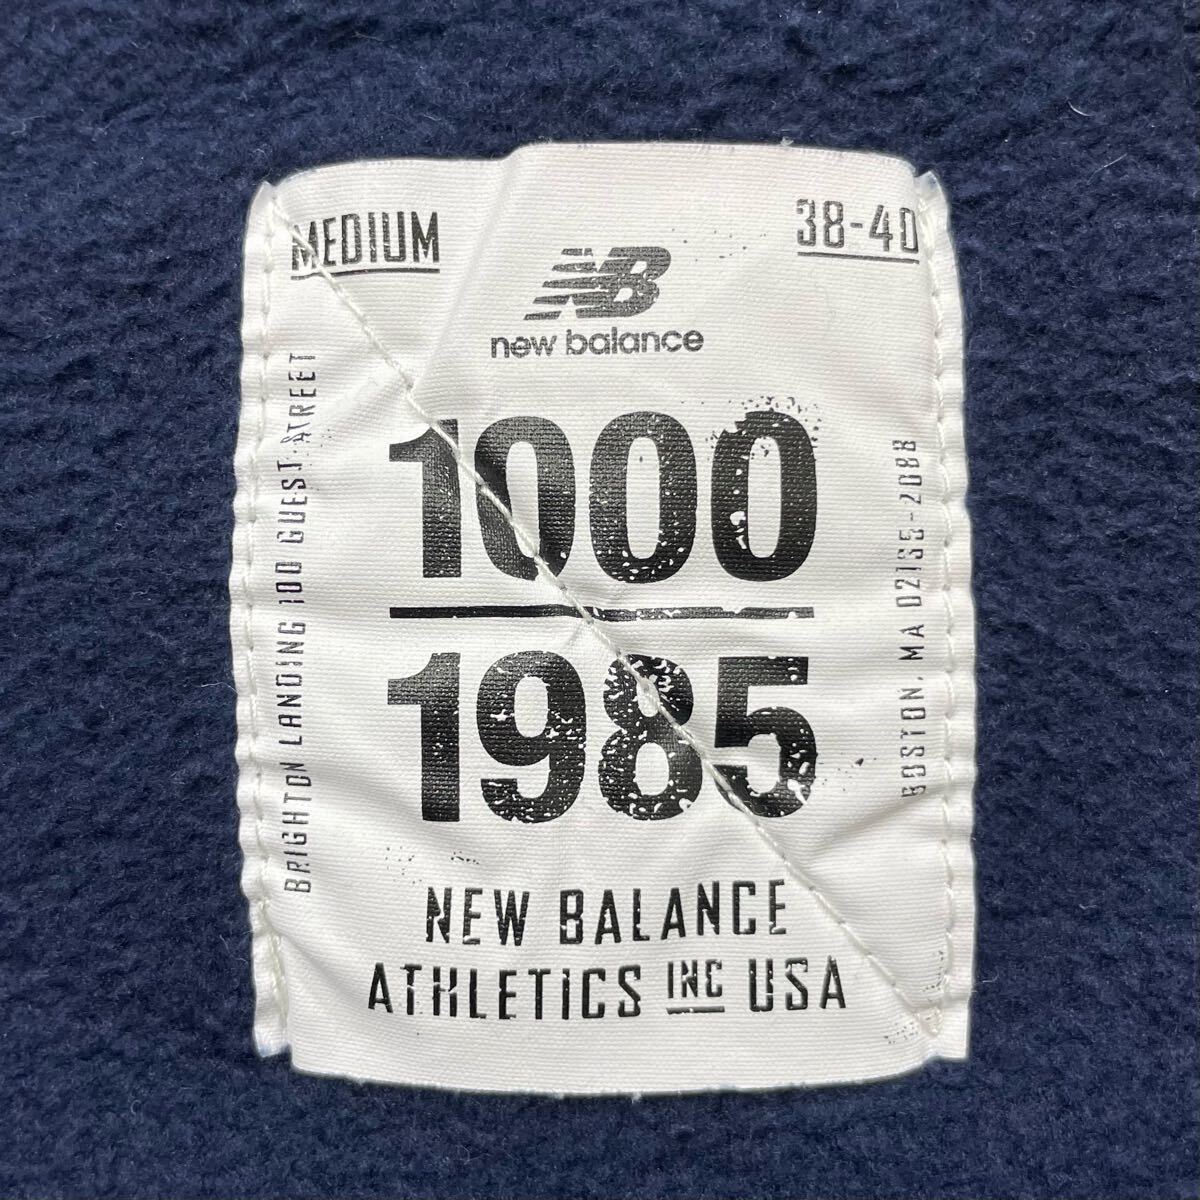 MEDIUM
38-40
NB
new balance
BRIGHTON LANDING 100 GUEST STREET
1000
1985
BOSTON, MA 02135-2088
NEW BALANCE
ATHLETICS INC USA